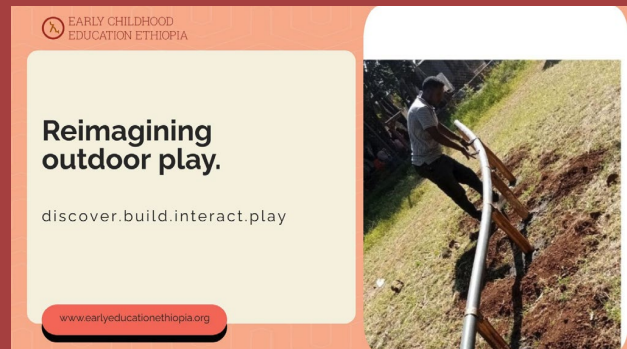 EARLY CHILDHOOD
EDUCATION ETHIOPIA
Reimagining
outdoor play.
discover.build.interact.play
www.earlyeducationethiopia.org